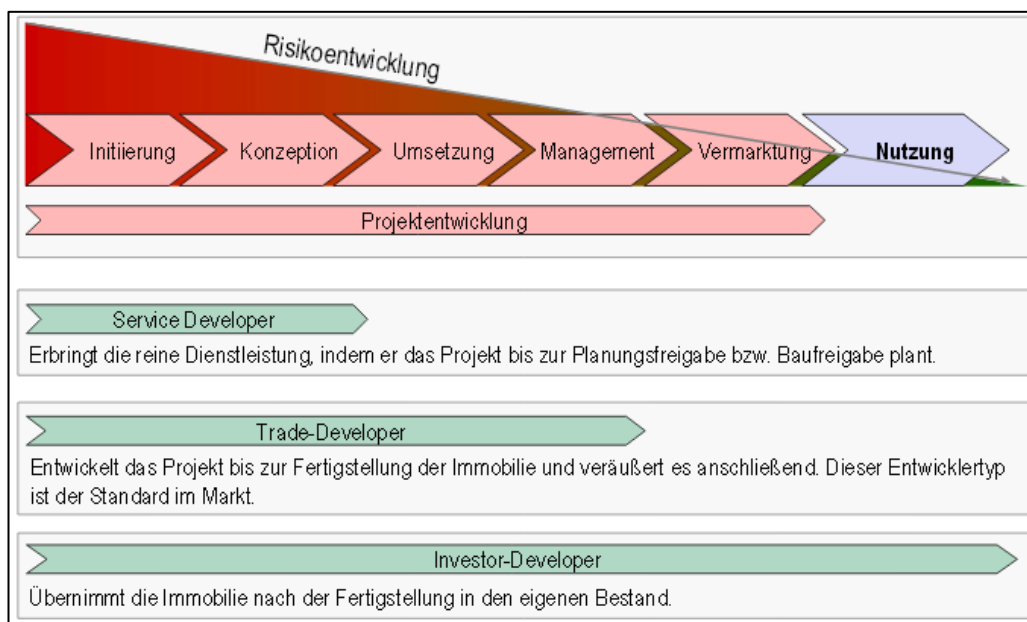 Risikoentwicklung
Initiierung
Konzeption
Umsetzung
Management
Vermarktung
Nutzung
Projektentwicklung
Service Developer
Erbringt die reine Dienstleistung, indem er das Projekt bis zur Planungsfreigabe bzw. Baufreigabe plant.
Trade-Developer
Entwickelt das Projekt bis zur Fertigstellung der Immobilie und veräußert es anschließend. Dieser Entwicklertyp
ist der Standard im Markt.
Investor-Developer
Übernimmt die Immobilie nach der Fertigstellung in den eigenen Bestand.